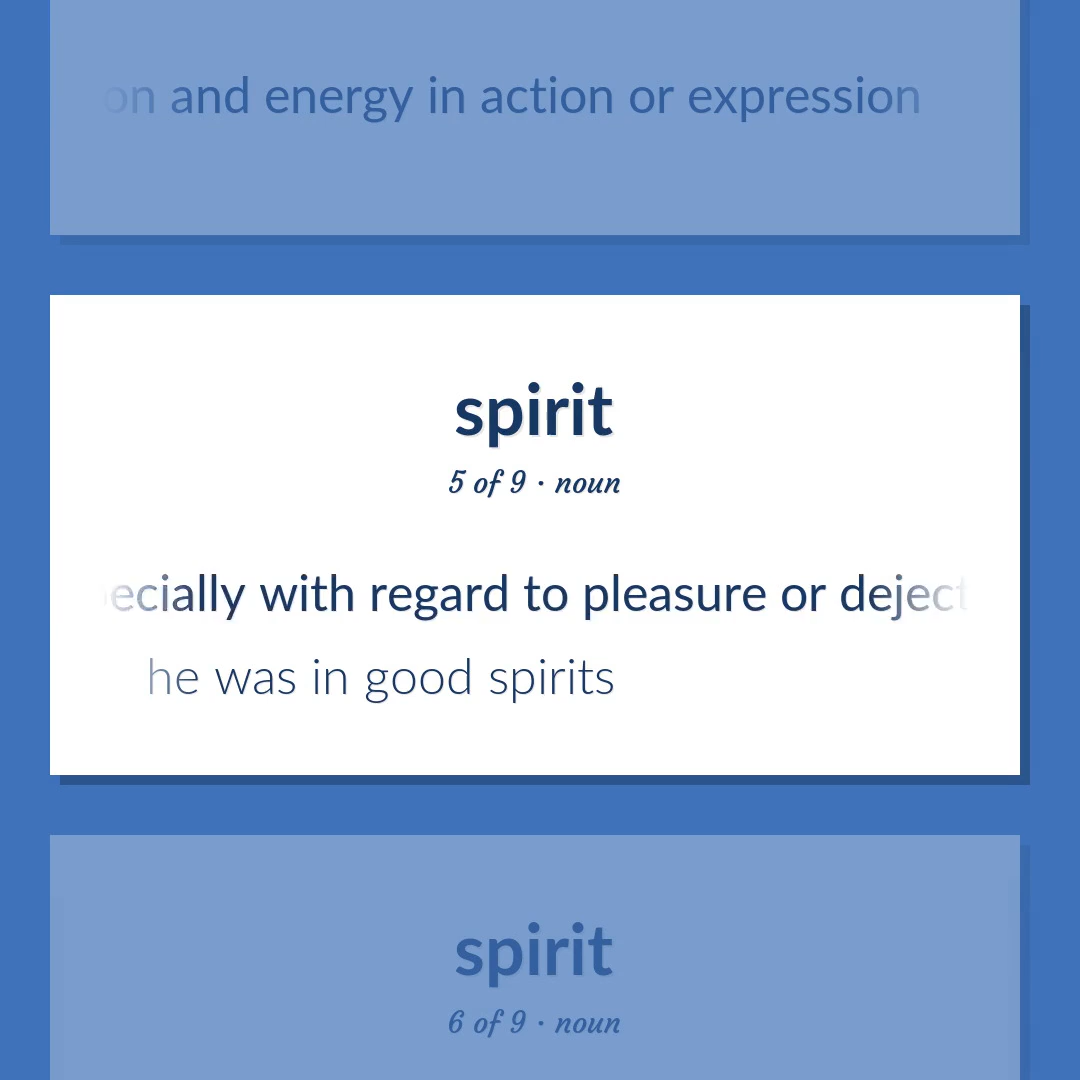 on and energy in action or expression
spirit
5 of 9 · noun
ecially with regard to pleasure or deject
he was in good spirits
spirit
6 of 9 · noun